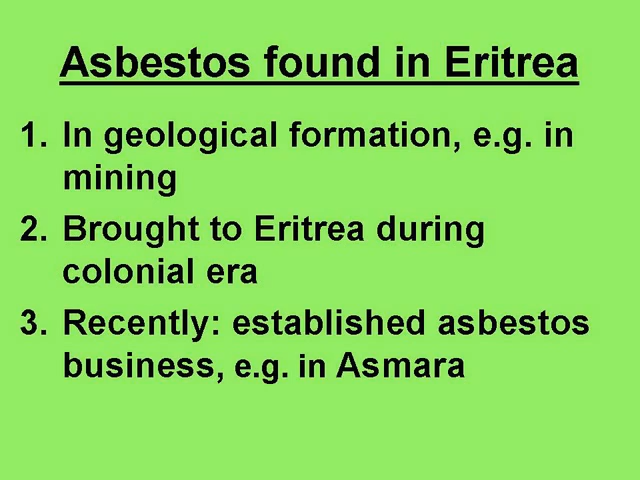 Asbestos found in Eritrea
1. In geological formation, e.g. in
mining
2. Brought to Eritrea during
colonial era
3. Recently: established asbestos
business, e.g. in Asmara